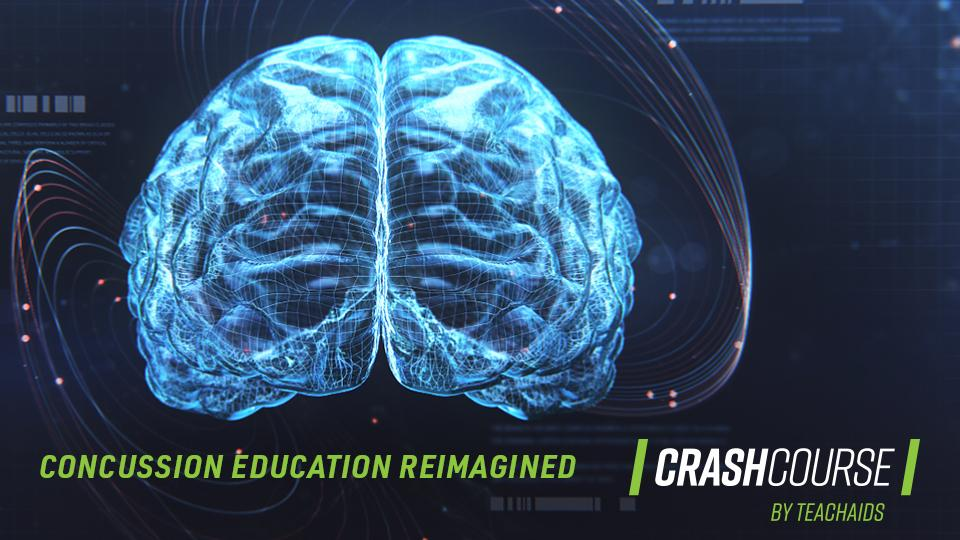 CONCUSSION EDUCATION REIMAGINED
CRASHCOURSE
BY TEACHAIDS